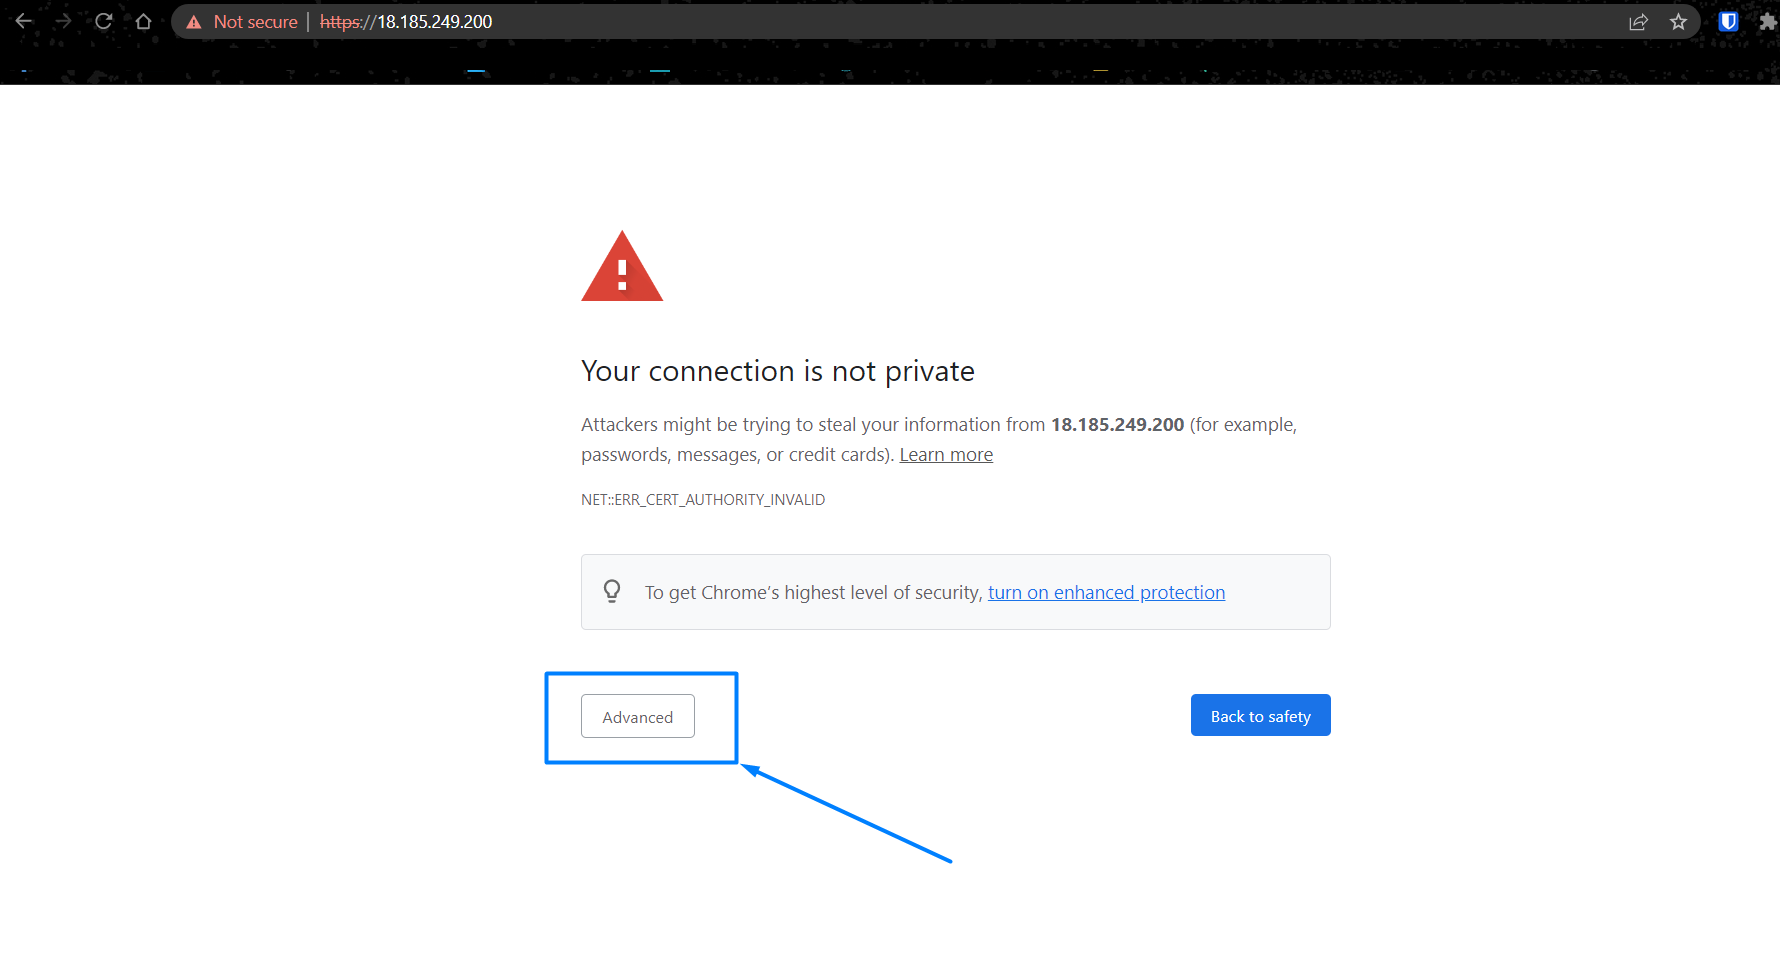 Not secure | https://18.185.249.200
Your connection is not private
Attackers might be trying to steal your information from 18.185.249.200 (for example,
passwords, messages, or credit cards). Learn more
NET::ERR_CERT_AUTHORITY_INVALID
To get Chrome’s highest level of security, turn on enhanced protection
Advanced
Back to safety